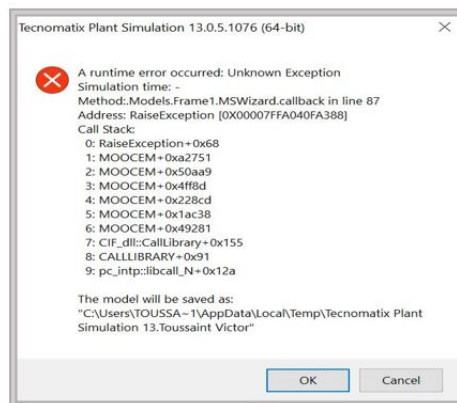 Tecnomatix Plant Simulation 13.0.5.1076 (64-bit)
A runtime error occurred: Unknown Exception
Simulation time: -
Method:.Models.Frame1.MSWizard.callback in line 87
Address: RaiseException [0X00007FFA040FA388]
Call Stack:
0: RaiseException+0x68
1: MOOCEM+0xa2751
2: MOOCEM+0x50aa9
3: MOOCEM+0x4ff8d
4: MOOCEM+0x228cd
5: MOOCEM+0x1ac38
6: MOOCEM+0x49281
7: CIF_dll::CallLibrary+0x155
8: CALLLIBRARY+0x91
9: pc_intp::libcall_N+0x12a
The model will be saved as:
"C:\Users\TOUSSA~1\AppData\Local\Temp\Tecnomatix Plant
Simulation 13.Toussaint Victor"
OK Cancel